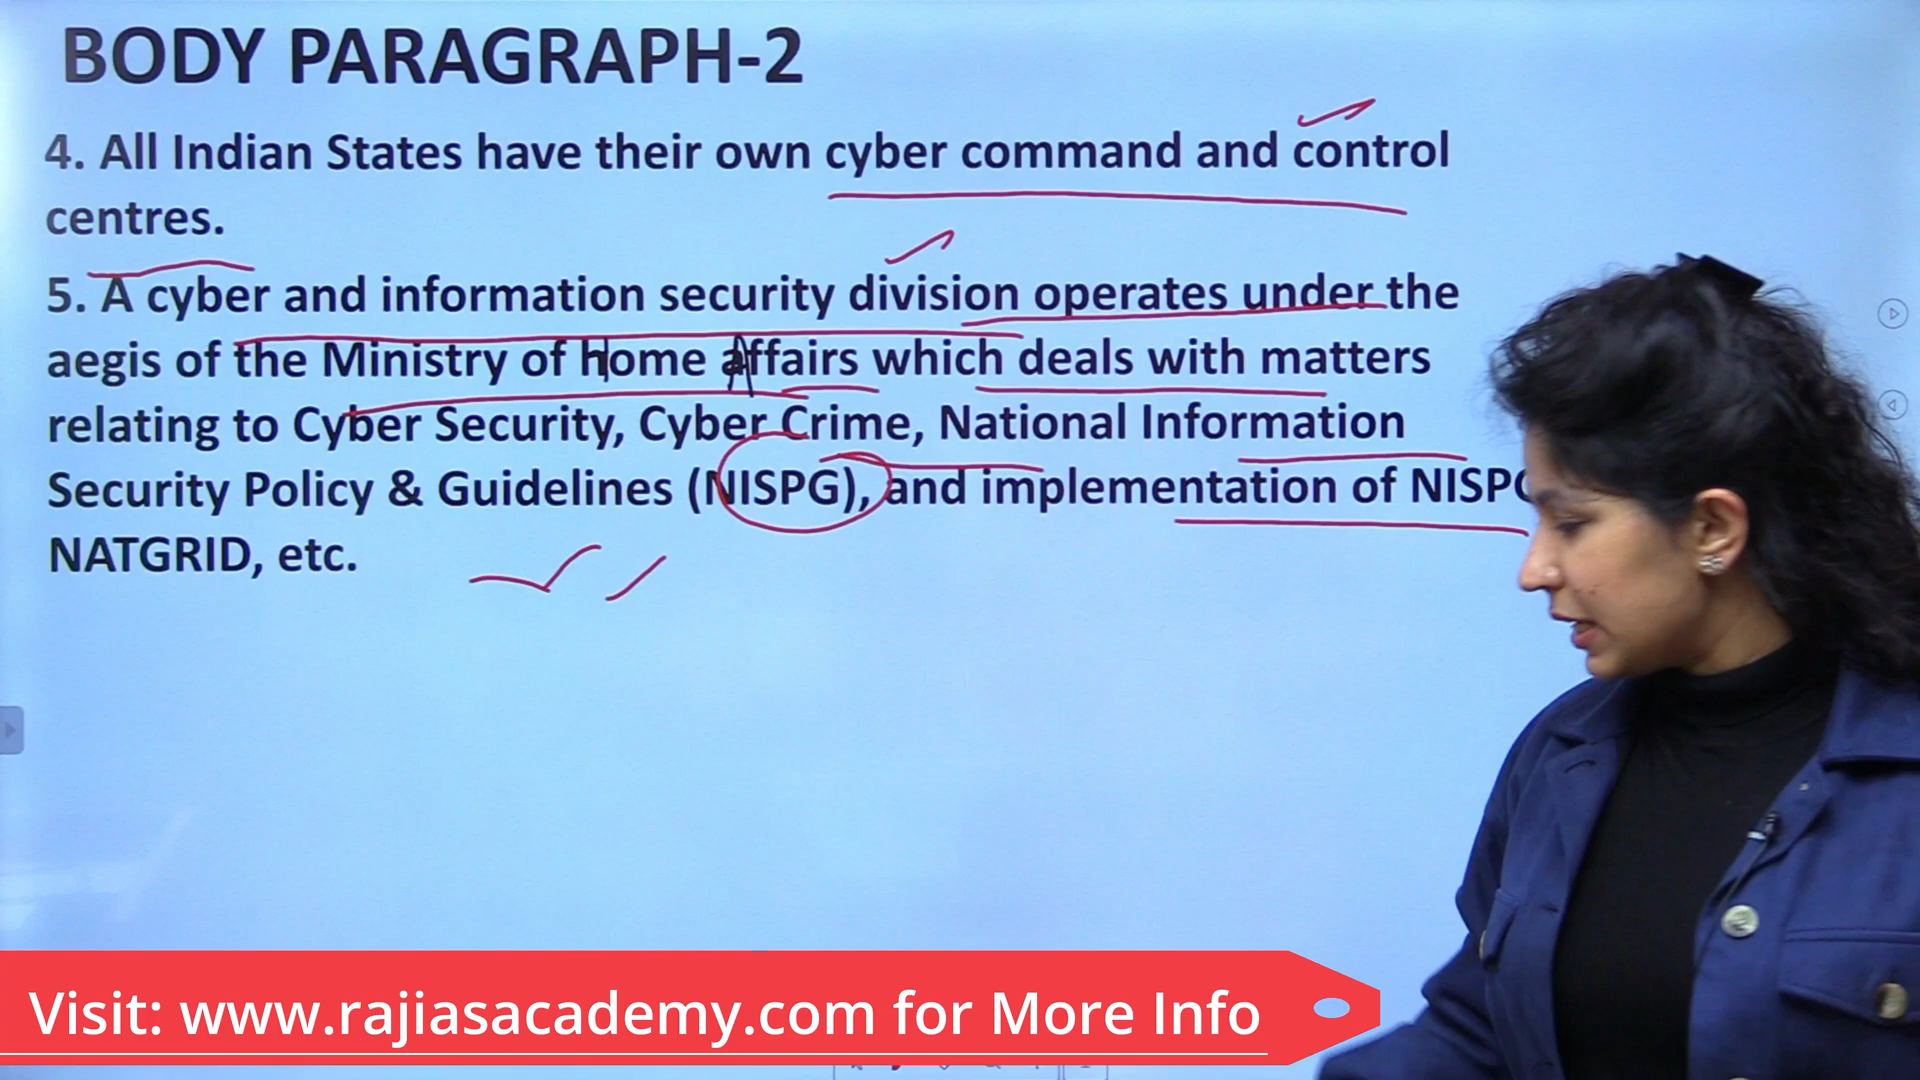 BODY PARAGRAPH-2
4. All Indian States have their own cyber command and control
centres.
5. A cyber and information security division operates under the
aegis of the Ministry of home affairs which deals with matters
relating to Cyber Security, Cyber Crime, National Information
Security Policy & Guidelines (NISPG), and implementation of NISPG
NATGRID, etc.
Visit: www.rajiasacademy.com for More Info